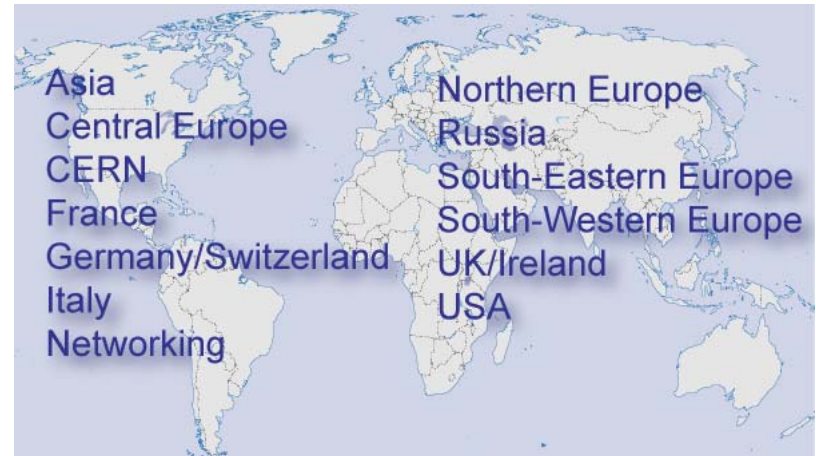 Asia
Central Europe
CERN
France
Germany/Switzerland
Italy
Networking
Northern Europe
Russia
South-Eastern Europe
South-Western Europe
UK/Ireland
USA